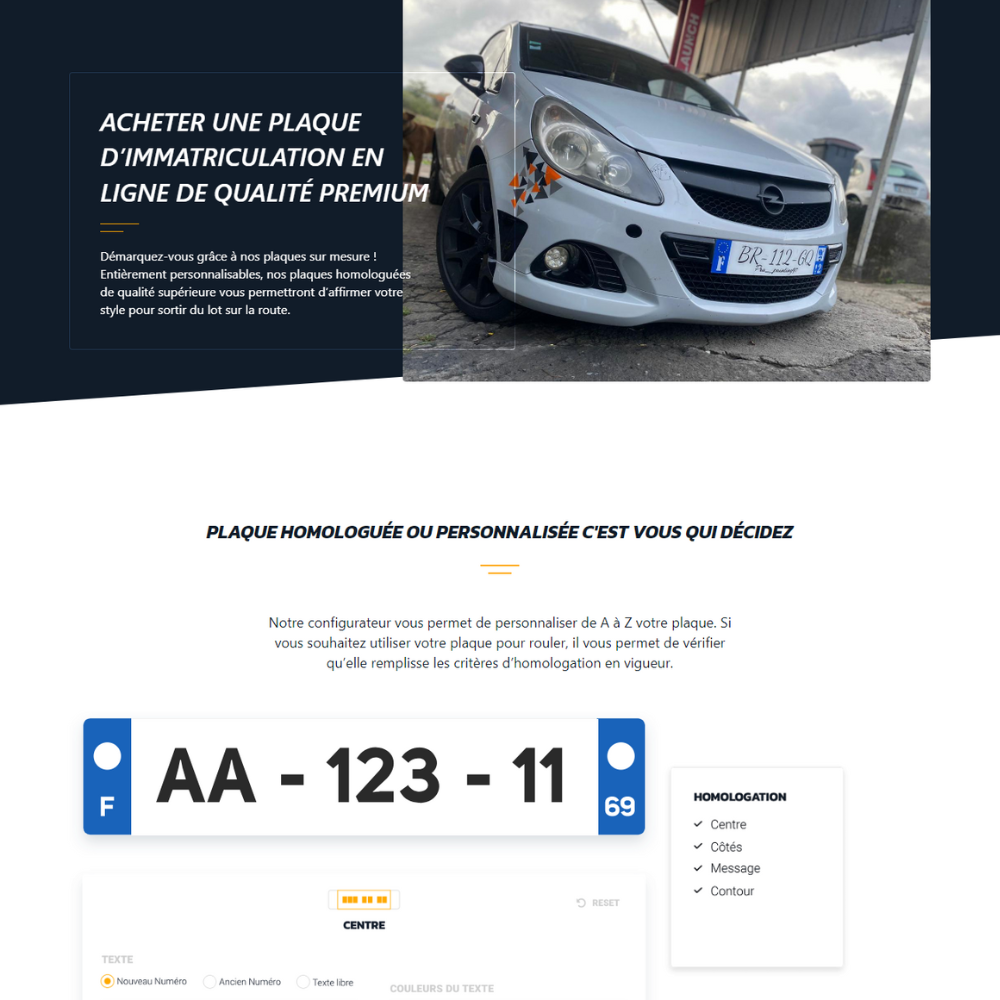 LAUNCH
ACHETER UNE PLAQUE
D'IMMATRICULATION EN
LIGNE DE QUALITÉ PREMIUM
Démarquez-vous grâce à nos plaques sur mesure !
Entièrement personnalisables, nos plaques homologuées
de qualité supérieure vous permettront d'affirmer votre
style pour sortir du lot sur la route.
BR-112-GQ
PLAQUE HOMOLOGUÉE OU PERSONNALISÉE C'EST VOUS QUI DÉCIDEZ
Notre configurateur vous permet de personnaliser de A à Z votre plaque. Si
vous souhaitez utiliser votre plaque pour rouler, il vous permet de vérifier
qu'elle remplisse les critères d'homologation en vigueur.
F
AA - 123 - 11
69
HOMOLOGATION
Centre
Côtés
Message
Contour
RESET
CENTRE
TEXTE
Nouveau Numéro
Ancien Numéro
Texte libre
COULEURS DU TEXTE